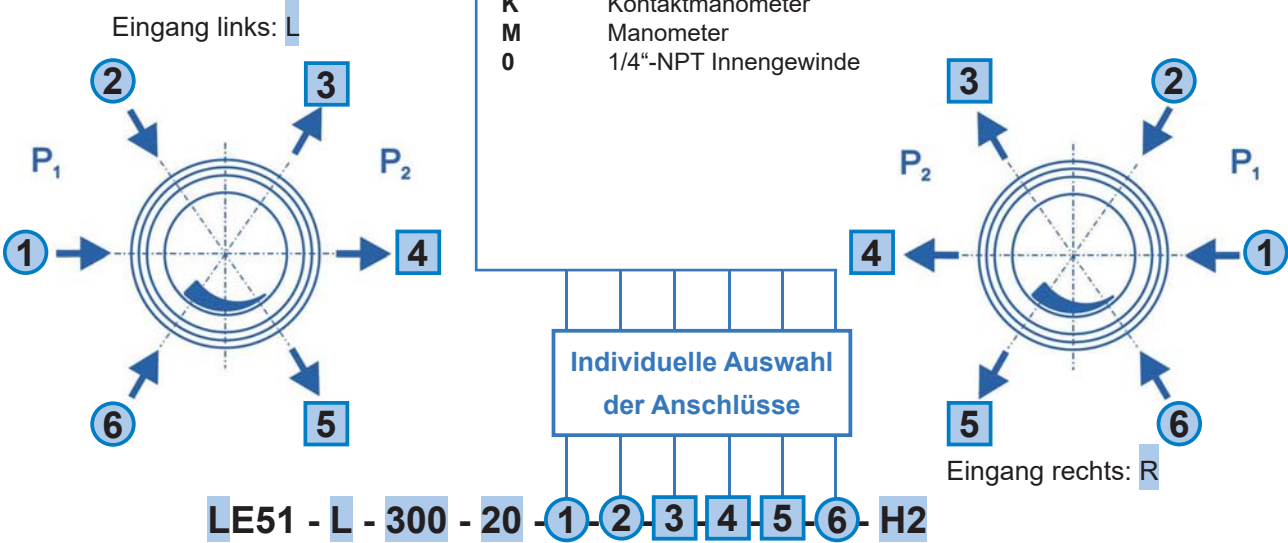 K Kontaktmanometer
Eingang links: L
M Manometer
0 1/4“-NPT Innengewinde
2 3
3 2
P1 P2
P2 P1
1 4
4 1
Individuelle Auswahl
der Anschlüsse
6 5
5 6
Eingang rechts: R
LE51 - L - 300 - 20 -1-2-3-4-5-6- H2